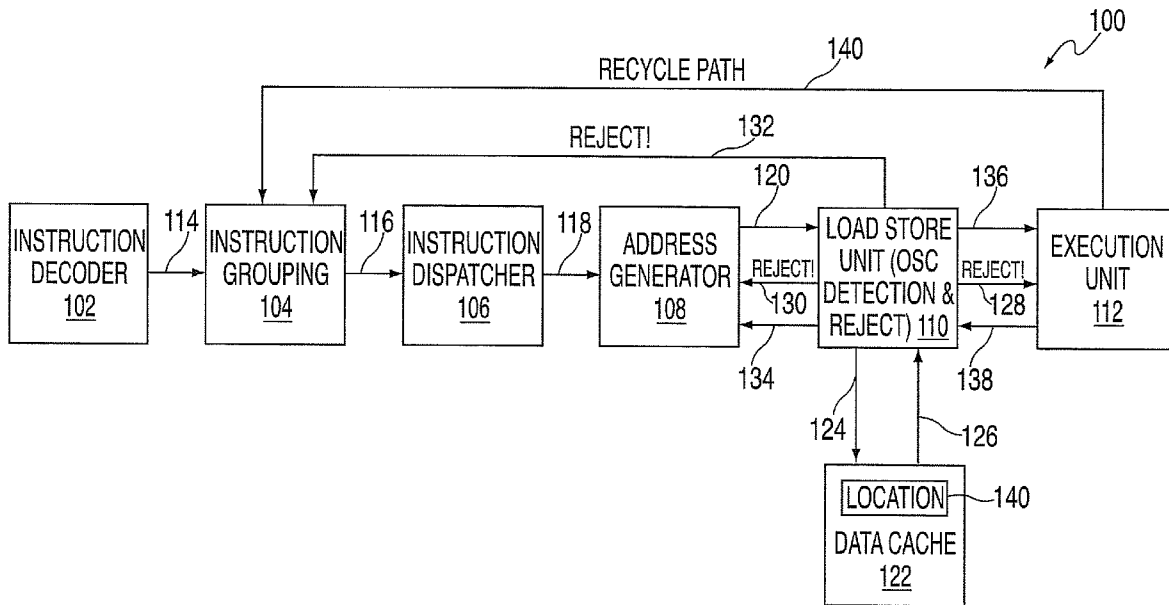 100
RECYCLE PATH
140
REJECT!
132
INSTRUCTION
DECODER
102
114
INSTRUCTION
GROUPING
104
116
INSTRUCTION
DISPATCHER
106
118
ADDRESS
GENERATOR
108
120
REJECT!
130
134
LOAD STORE
UNIT (OSC
DETECTION &
REJECT) 110
136
REJECT!
128
138
EXECUTION
UNIT
112
124
126
LOCATION
140
DATA CACHE
122